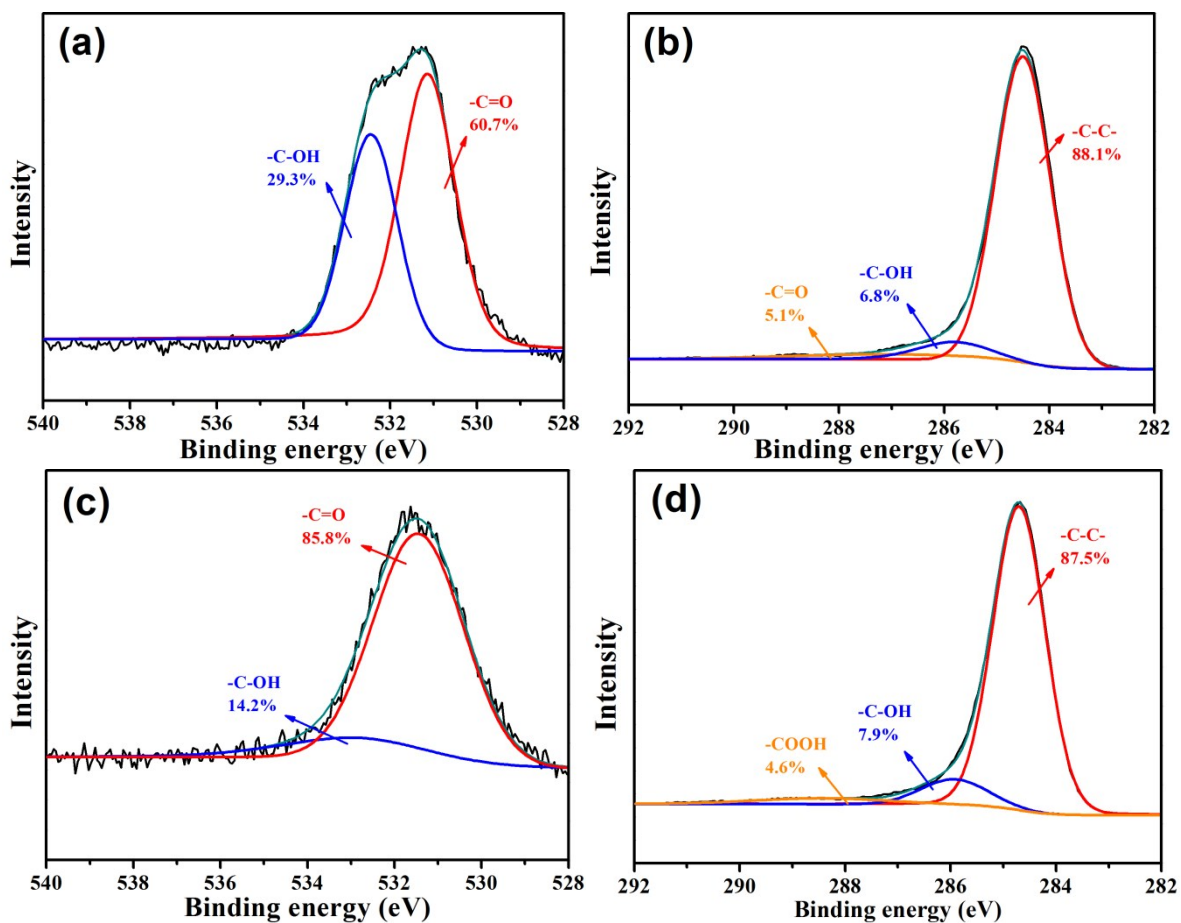 (a)
-C=O
60.7%
-C-OH
29.3%
Intensity
540 538 536 534 532 530 528
Binding energy (eV)
(b)
-C-C-
88.1%
-C-OH
6.8%
-C=O
5.1%
Intensity
292 290 288 286 284 282
Binding energy (eV)
(c)
-C=O
85.8%
-C-OH
14.2%
Intensity
540 538 536 534 532 530 528
Binding energy (eV)
(d)
-C-C-
87.5%
-C-OH
7.9%
-COOH
4.6%
Intensity
292 290 288 286 284 282
Binding energy (eV)